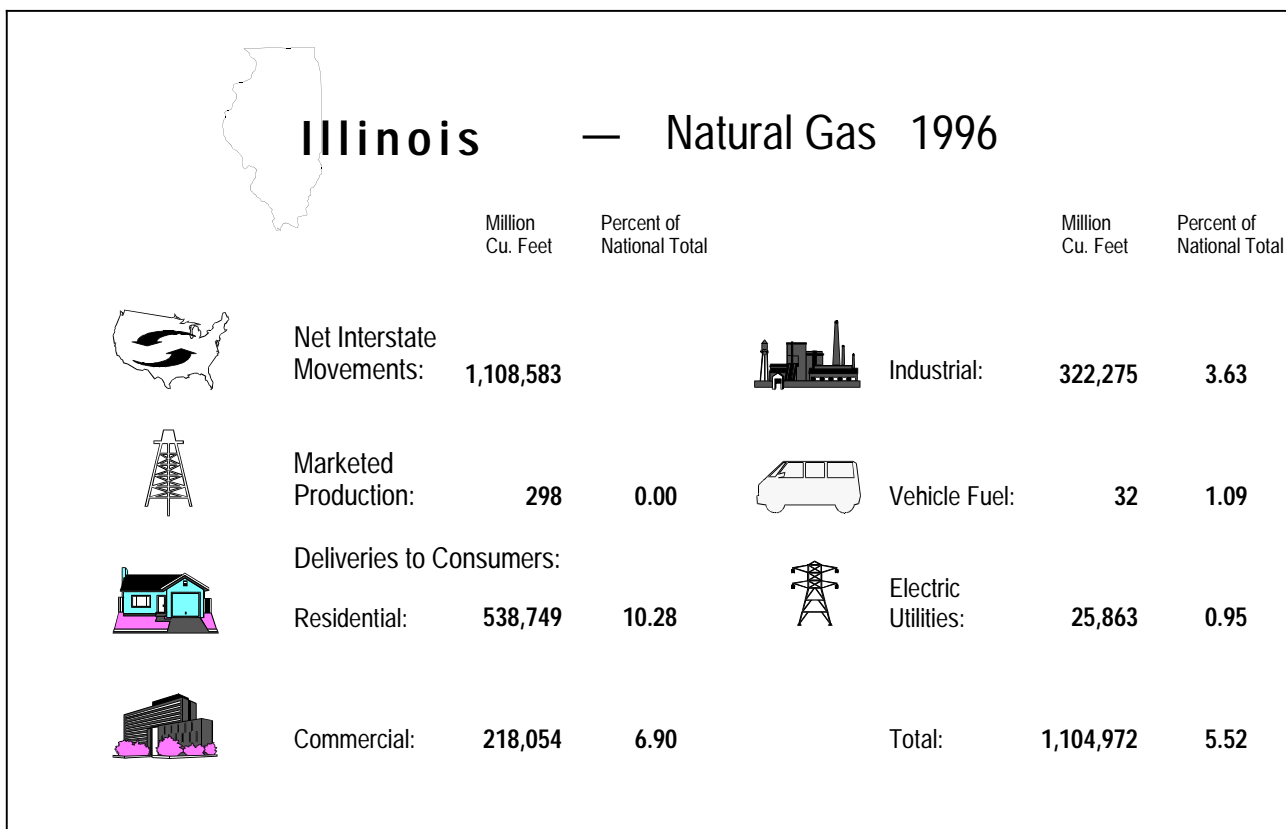 Illinois — Natural Gas 1996
Million Cu. Feet Percent of National Total Million Cu. Feet Percent of National Total
Net Interstate
Movements: 1,108,583
Industrial: 322,275 3.63
Marketed
Production: 298 0.00
Vehicle Fuel: 32 1.09
Deliveries to Consumers:
Residential: 538,749 10.28
Electric
Utilities: 25,863 0.95
Commercial: 218,054 6.90
Total: 1,104,972 5.52